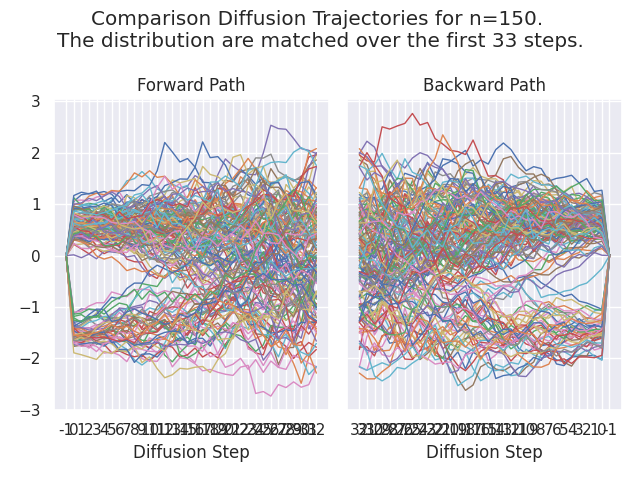 Comparison Diffusion Trajectories for n=150.
The distribution are matched over the first 33 steps.
Forward Path
Backward Path
3
2
1
0
−1
−2
−3
Diffusion Step
Diffusion Step